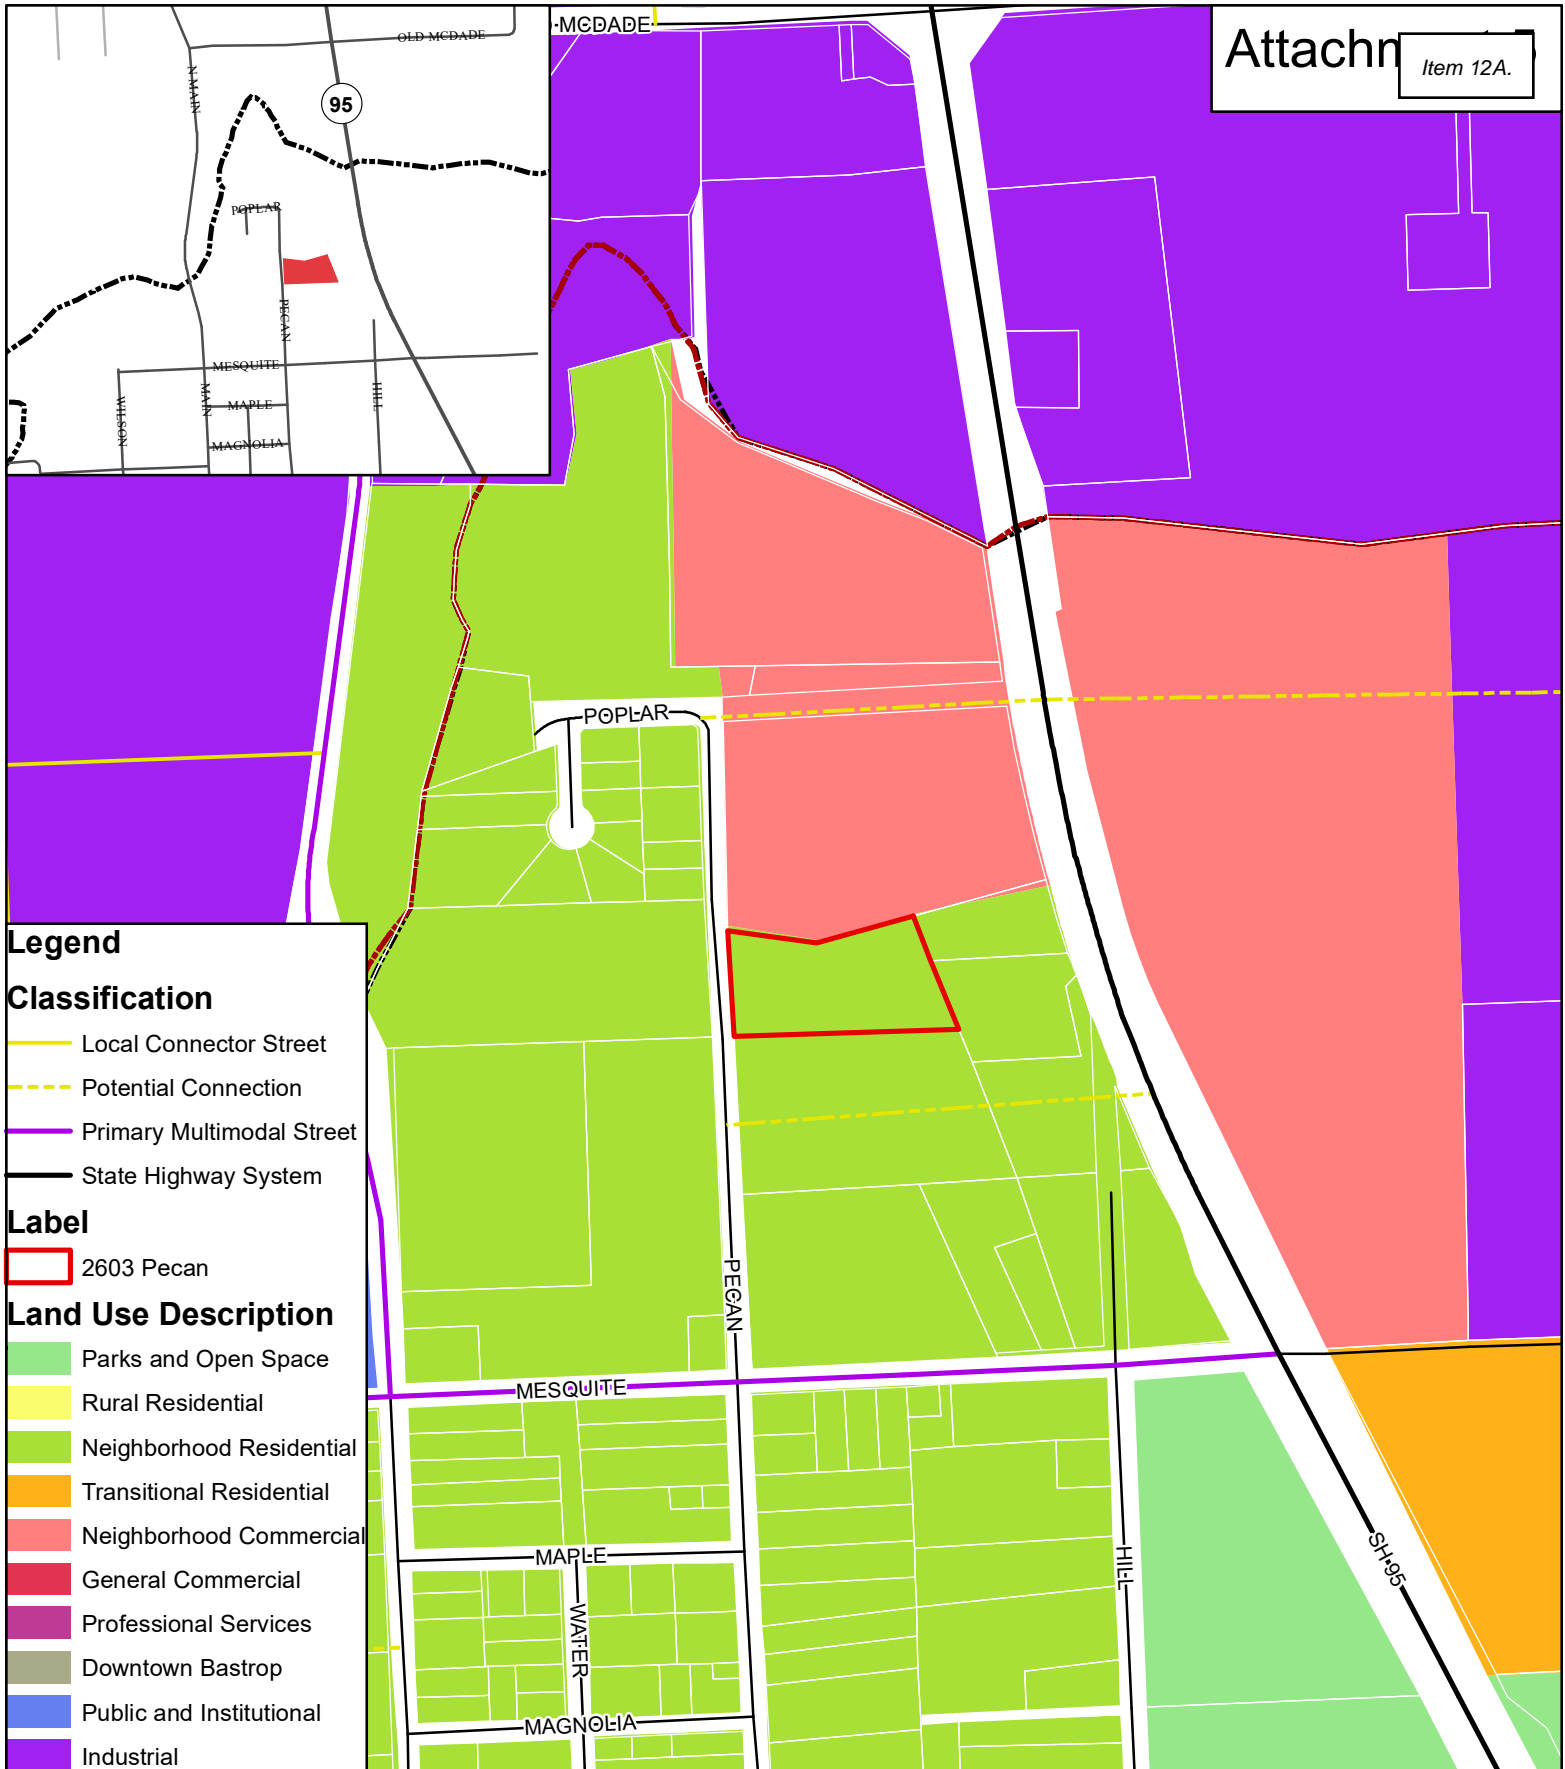 OLD MCDADE
N MAIN
95
POPLAR
PECAN
MESQUITE
MAIN
MAPLE
MAGNOLIA
WILSON
HILL
MCDADE
Item 12A.
POPLAR
PECAN
MESQUITE
MAPLE
WATER
MAGNOLIA
HILL
SH 95
Legend
Classification
Local Connector Street
Potential Connection
Primary Multimodal Street
State Highway System
Label
2603 Pecan
Land Use Description
Parks and Open Space
Rural Residential
Neighborhood Residential
Transitional Residential
Neighborhood Commercial
General Commercial
Professional Services
Downtown Bastrop
Public and Institutional
Industrial